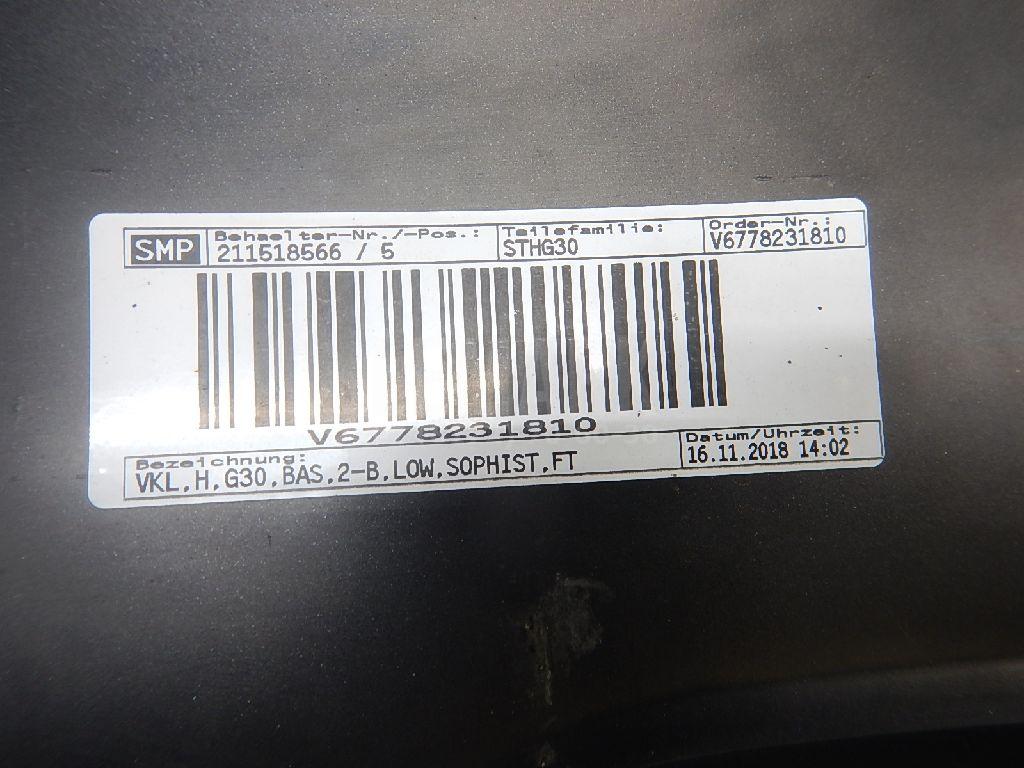 SMP
Behaelter-Nr./-Pos.:
211518566 / 5
Teilefamilie:
STHG30
Order-Nr.:
V6778231810
V6778231810
Bezeichnung:
VKL,H,G30,BAS,2-B,LOW,SOPHIST,FT
Datum/Uhrzeit:
16.11.2018 14:02